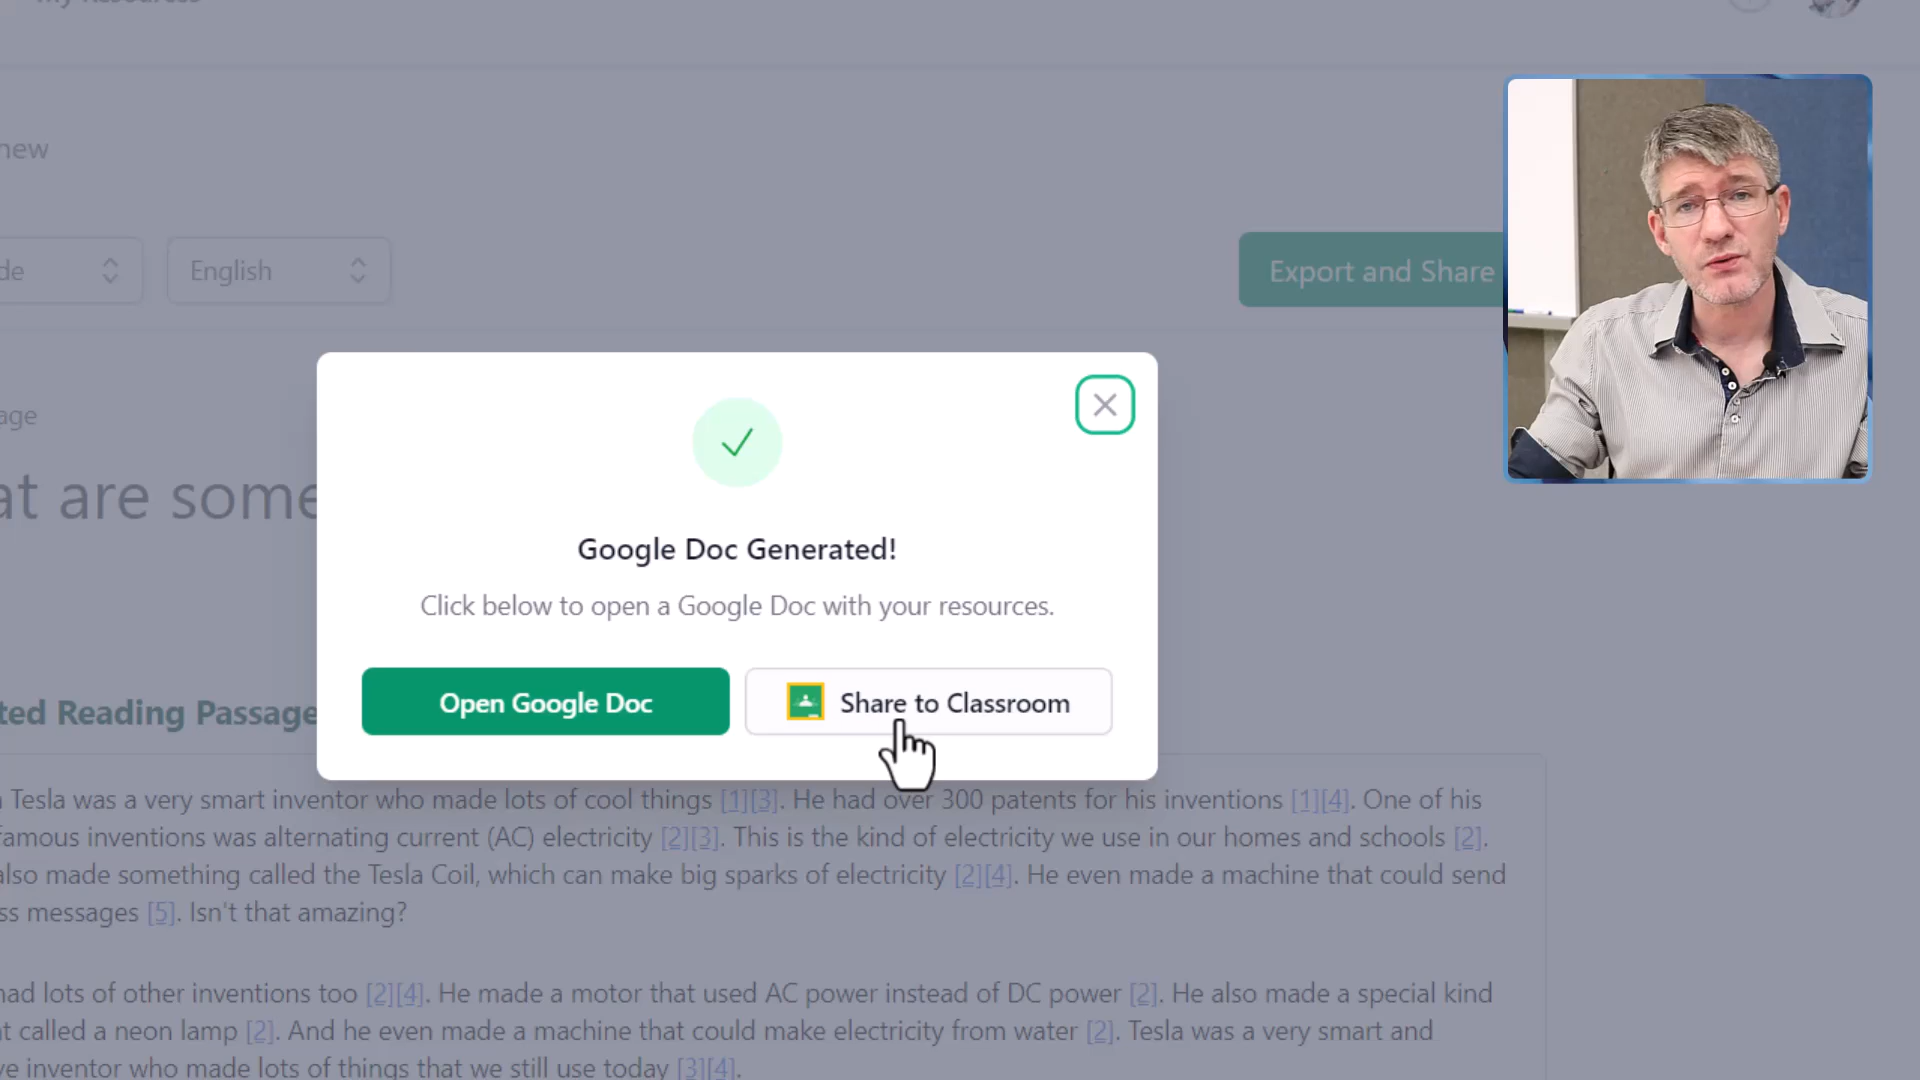 My Resources
new
de
English
Export and Share
age
at are some
Google Doc Generated!
Click below to open a Google Doc with your resources.
Open Google Doc
Share to Classroom
ted Reading Passage
Tesla was a very smart inventor who made lots of cool things [1][3]. He had over 300 patents for his inventions [1][4]. One of his
famous inventions was alternating current (AC) electricity [2][3]. This is the kind of electricity we use in our homes and schools [2].
also made something called the Tesla Coil, which can make big sparks of electricity [2][4]. He even made a machine that could send
ss messages [5]. Isn't that amazing?
had lots of other inventions too [2][4]. He made a motor that used AC power instead of DC power [2]. He also made a special kind
t called a neon lamp [2]. And he even made a machine that could make electricity from water [2]. Tesla was a very smart and
ve inventor who made lots of things that we still use today [3][4].